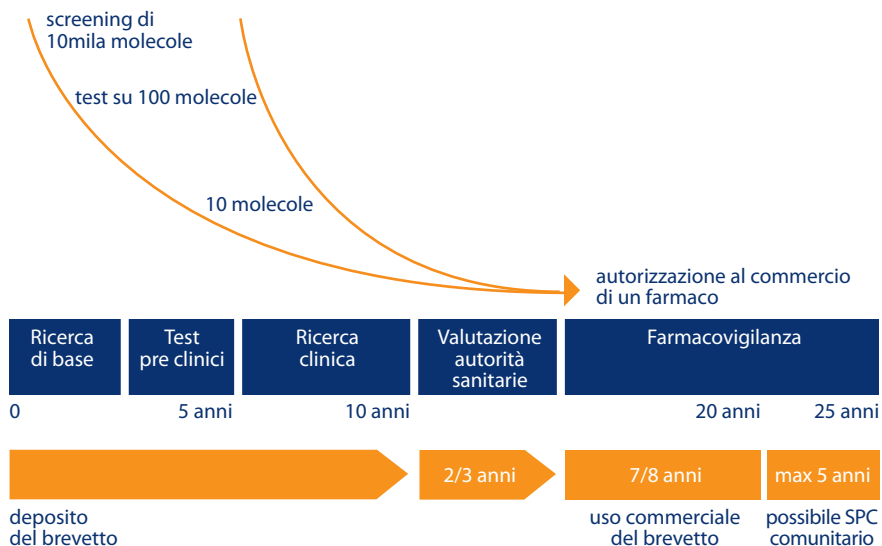 screening di
10mila molecole
test su 100 molecole
10 molecole
autorizzazione al commercio
di un farmaco
Ricerca
di base
Test
pre clinici
Ricerca
clinica
Valutazione
autorità
sanitarie
Farmacovigilanza
0
5 anni
10 anni
20 anni
25 anni
2/3 anni
7/8 anni
max 5 anni
deposito
del brevetto
uso commerciale
del brevetto
possibile SPC
comunitario